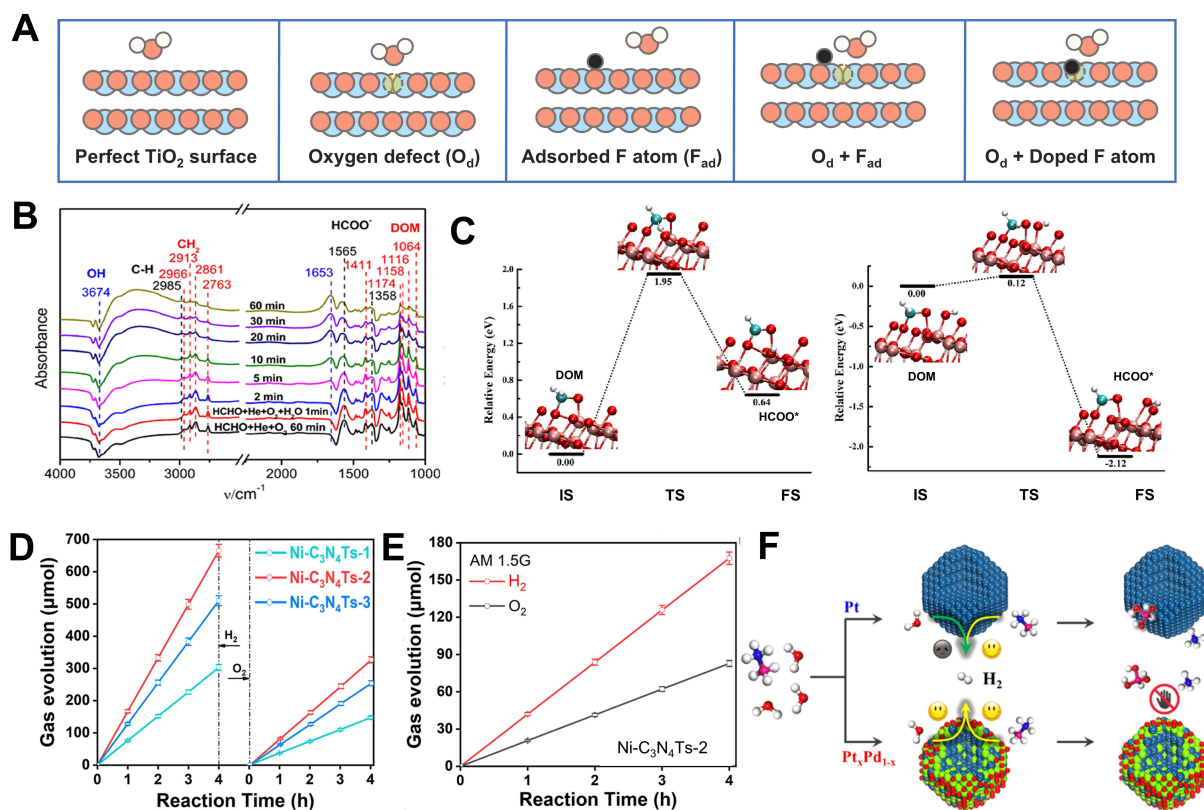 A
Perfect TiO₂ surface
Oxygen defect (O_d)
Adsorbed F atom (F_ad)
O_d + F_ad
O_d + Doped F atom
B
HCOO⁻
DOM
CH₂
2913
2966
2985
2861
2763
C-H
OH
3674
1653
1565
1411
1174
1158
1116
1064
1358
60 min
30 min
20 min
10 min
5 min
2 min
HCHO+He+O₂+H₂O 1min
HCHO+He+O₂ 60 min
Absorbance
4000 3500 3000 2000 1500 1000
ν/cm⁻¹
C
Relative Energy (eV)
2.0
1.6
1.2
0.8
0.4
0.0
DOM
0.00
1.95
0.64
HCOO*
IS TS FS
Relative Energy (eV)
0.0
-0.5
-1.0
-1.5
-2.0
0.00
DOM
0.12
HCOO*
-2.12
IS TS FS
D
Gas evolution (μmol)
700
600
500
400
300
200
100
0
Ni-C₃N₄Ts-1
Ni-C₃N₄Ts-2
Ni-C₃N₄Ts-3
H₂
O₂
0 1 2 3 4 0 1 2 3 4
Reaction Time (h)
E
Gas evolution (μmol)
180
150
120
90
60
30
0
AM 1.5G
H₂
O₂
Ni-C₃N₄Ts-2
0 1 2 3 4
Reaction Time (h)
F
Pt
H₂
PtₓPd₁₋ₓ